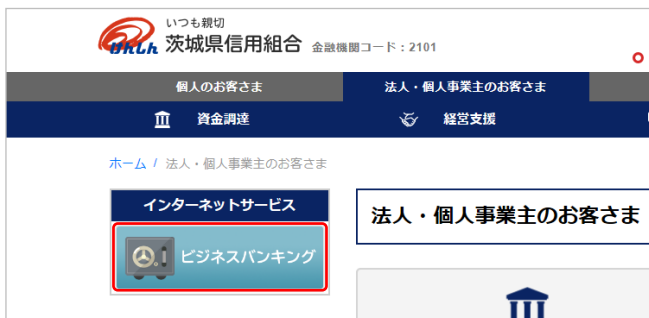 いつも親切
けんしん 茨城県信用組合 金融機関コード：2101
個人のお客さま 法人・個人事業主のお客さま
資金調達 経営支援
ホーム / 法人・個人事業主のお客さま
インターネットサービス
法人・個人事業主のお客さま
ビジネスバンキング